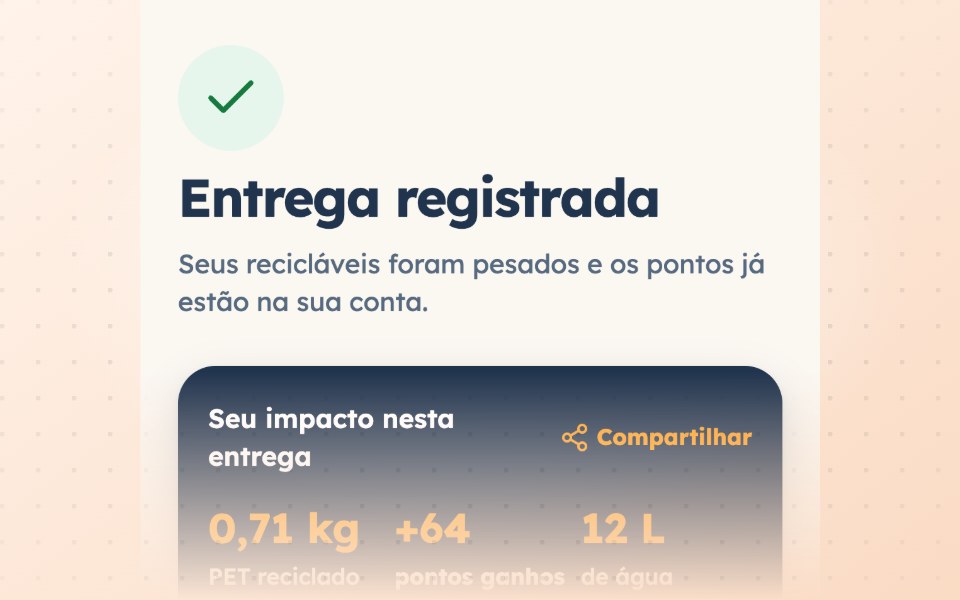 Entrega registrada
Seus recicláveis foram pesados e os pontos já
estão na sua conta.
Seu impacto nesta
entrega
Compartilhar
0,71 kg +64 12 L
PET reciclado pontos ganhos de água